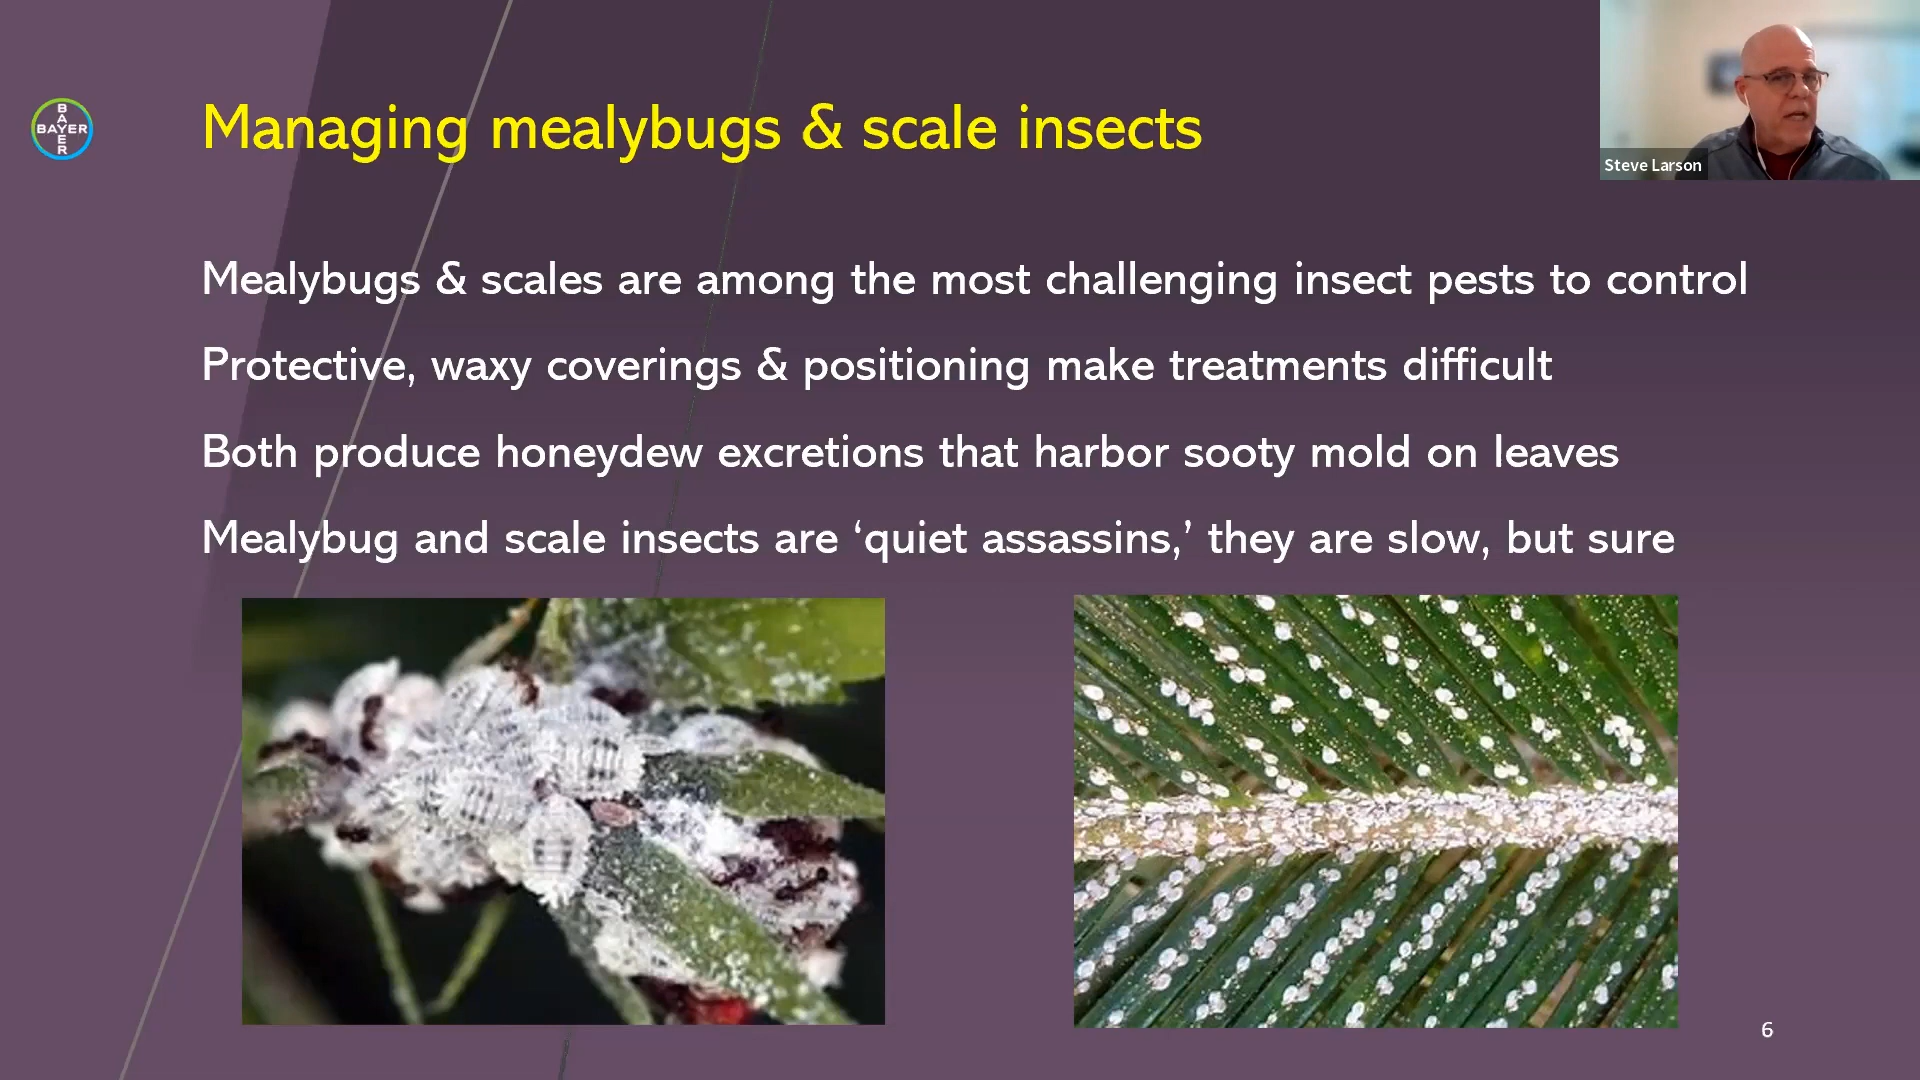 BAYER
BAYER
Managing mealybugs & scale insects
Steve Larson
Mealybugs & scales are among the most challenging insect pests to control
Protective, waxy coverings & positioning make treatments difficult
Both produce honeydew excretions that harbor sooty mold on leaves
Mealybug and scale insects are ‘quiet assassins,’ they are slow, but sure
6